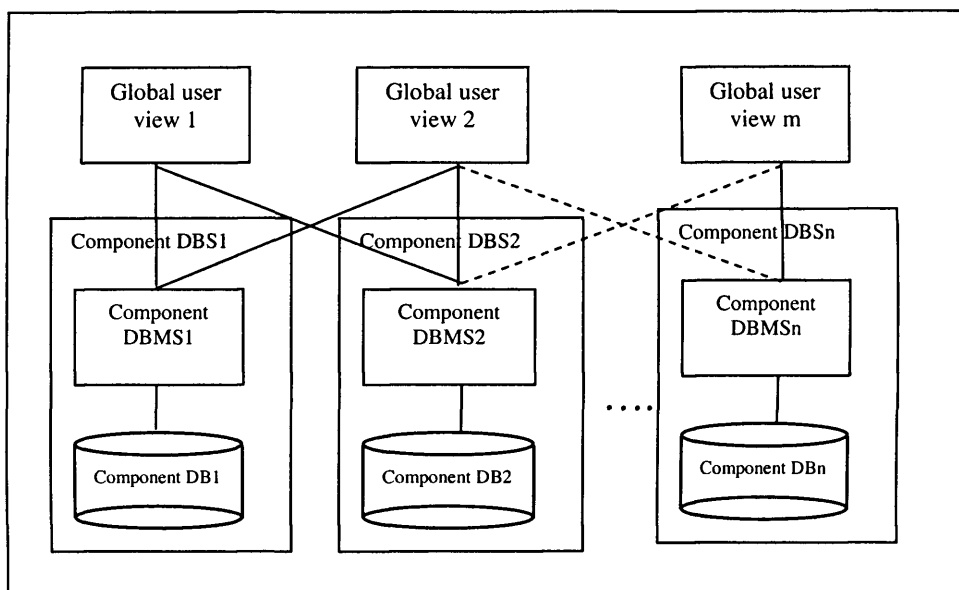 Global user
view 1
Global user
view 2
Global user
view m
Component DBS1
Component DBS2
Component DBSn
Component
DBMS1
Component
DBMS2
Component
DBMSn
....
Component DB1
Component DB2
Component DBn